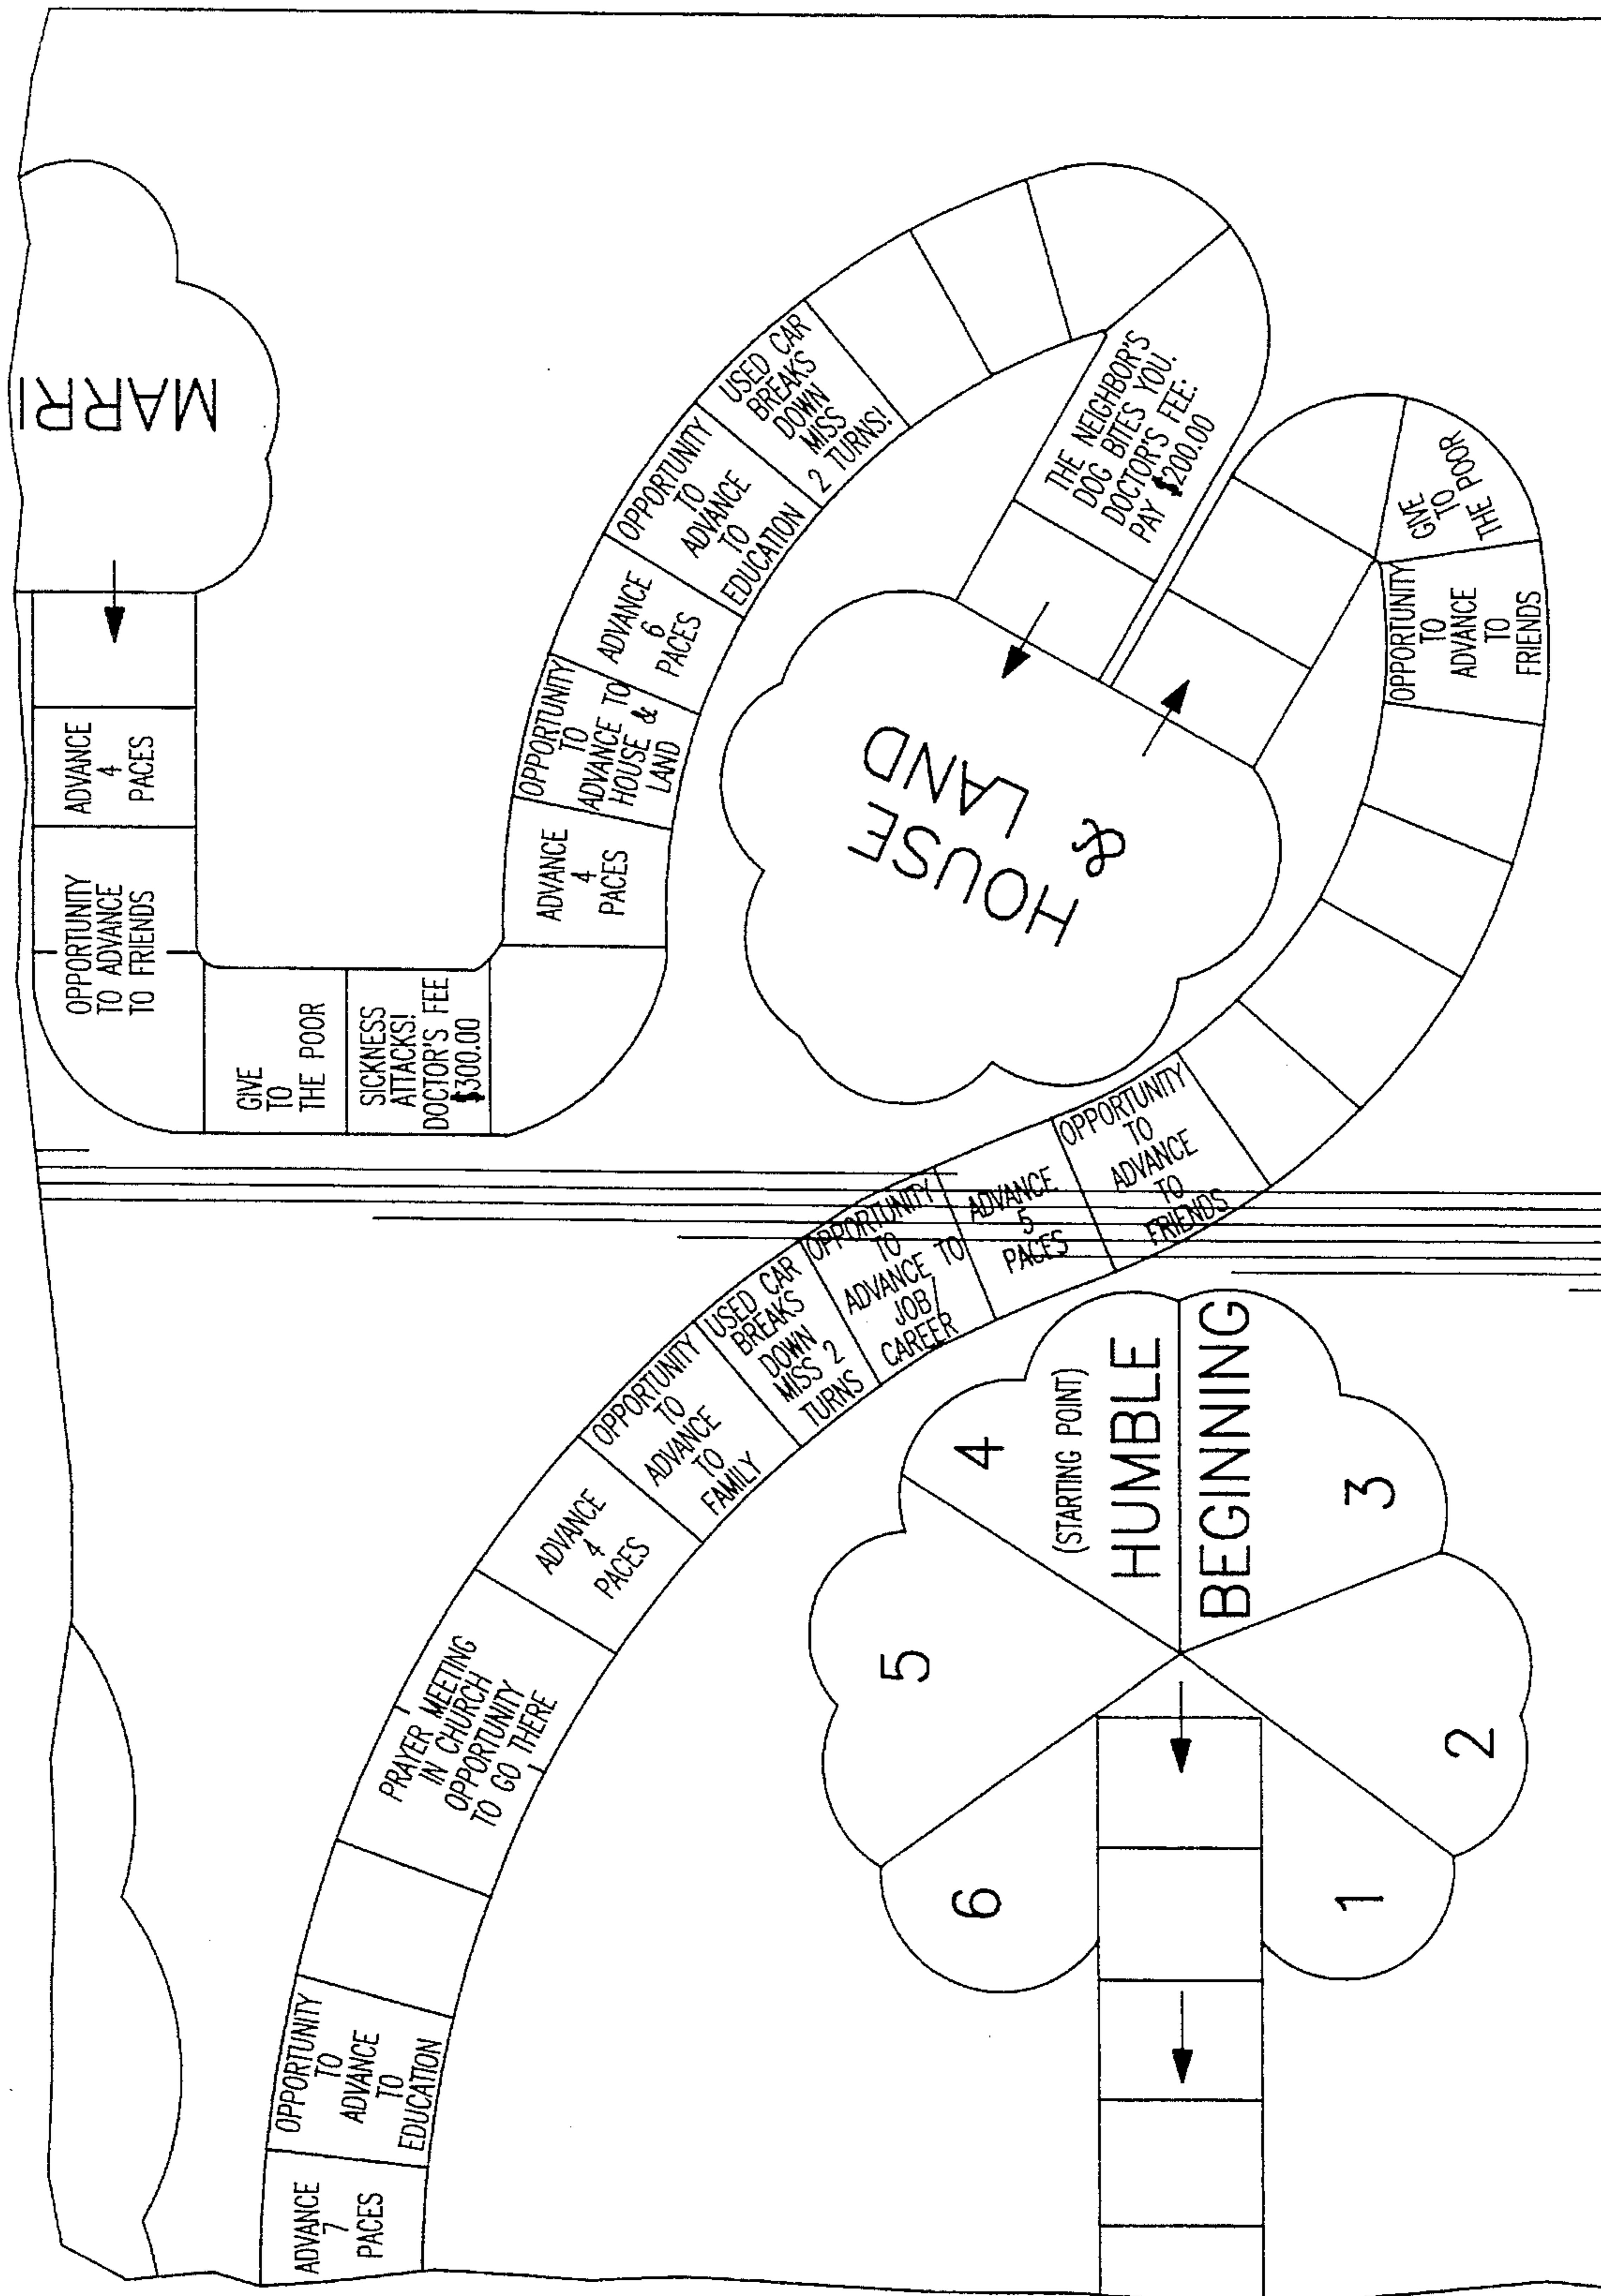 MARRI
ADVANCE
4
PACES
OPPORTUNITY
TO ADVANCE
TO FRIENDS
GIVE
TO
THE POOR
SICKNESS
ATTACKS!
DOCTOR'S FEE
$300.00
ADVANCE
4
PACES
OPPORTUNITY
TO
ADVANCE TO
HOUSE &
LAND
ADVANCE
6
PACES
OPPORTUNITY
TO
ADVANCE
TO
EDUCATION
USED CAR
BREAKS
DOWN
MISS
2 TURNS!
THE NEIGHBOR'S
DOG BITES YOU.
DOCTOR'S FEE:
PAY $200.00
HOUSE
& LAND
GIVE
TO
THE POOR
OPPORTUNITY
TO
ADVANCE
TO
FRIENDS
OPPORTUNITY
TO
ADVANCE
TO
FRIENDS
ADVANCE
5
PACES
OPPORTUNITY
TO
ADVANCE TO
JOB/
CAREER
USED CAR
BREAKS
DOWN
MISS 2
TURNS
OPPORTUNITY
TO
ADVANCE
TO
FAMILY
ADVANCE
4
PACES
PRAYER MEETING
IN CHURCH
OPPORTUNITY
TO GO THERE
OPPORTUNITY
TO
ADVANCE
TO
EDUCATION
ADVANCE
7
PACES
(STARTING POINT)
HUMBLE
BEGINNING
1
2
3
4
5
6